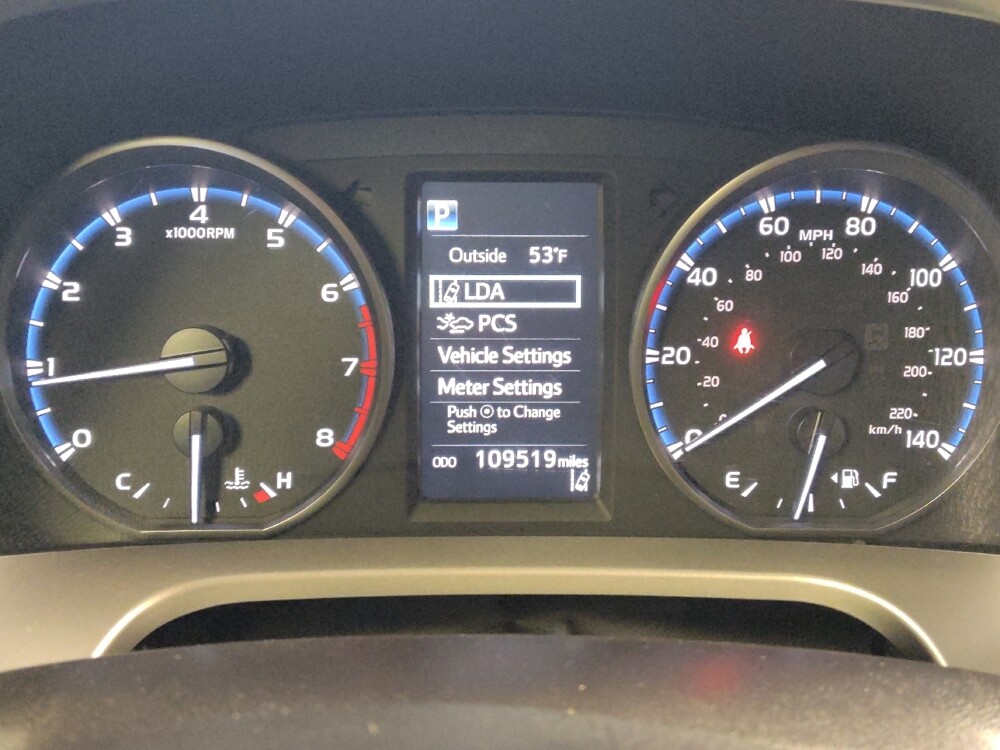 0
1
2
3
4
x1000RPM
5
6
7
8
C
H
P
Outside 53°F
LDA
PCS
Vehicle Settings
Meter Settings
Push ⊙ to Change
Settings
ODO 109519 miles
0
20
40
60
MPH
80
100
120
140
20
40
60
80
100
120
140
160
180
200
220
km/h
E
F